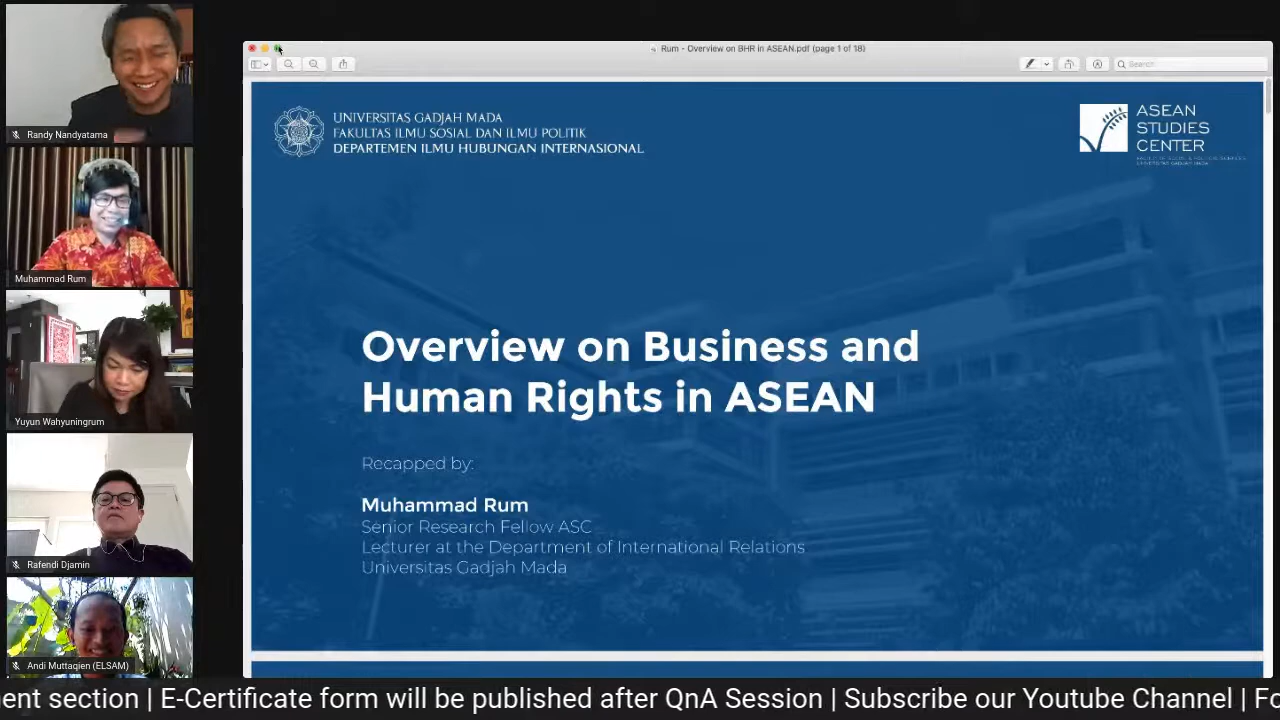 Randy Nandyatama
Muhammad Rum
Yuyun Wahyuningrum
Rafendi Djamin
Andi Muttaqien (ELSAM)
Rum - Overview on BHR in ASEAN.pdf (page 1 of 18)
Search
UNIVERSITAS GADJAH MADA
FAKULTAS ILMU SOSIAL DAN ILMU POLITIK
DEPARTEMEN ILMU HUBUNGAN INTERNASIONAL
ASEAN
STUDIES
CENTER
UNIVERSITAS GADJAH MADA
Overview on Business and
Human Rights in ASEAN
Recapped by:
Muhammad Rum
Senior Research Fellow ASC
Lecturer at the Department of International Relations
Universitas Gadjah Mada
ent section | E-Certificate form will be published after QnA Session | Subscribe our Youtube Channel | Fo